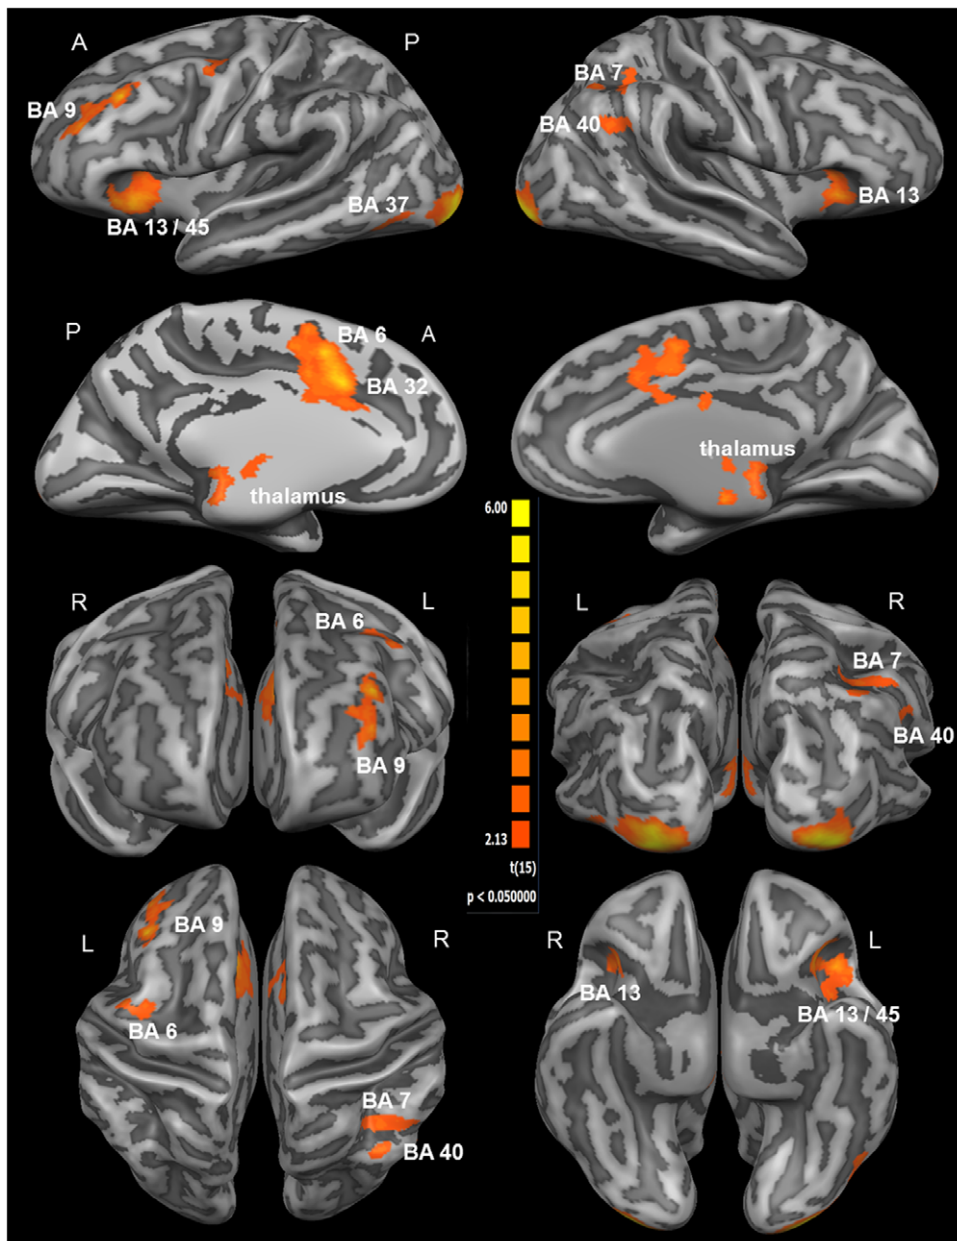 A
P
BA 9
BA 13 / 45
BA 37
BA 7
BA 40
BA 13
P
BA 6
A
BA 32
thalamus
thalamus
6.00
2.13
t(15)
p < 0.050000
R
L
BA 6
BA 9
L
R
BA 7
BA 40
L
BA 9
R
BA 6
BA 7
BA 40
R
L
BA 13
BA 13 / 45